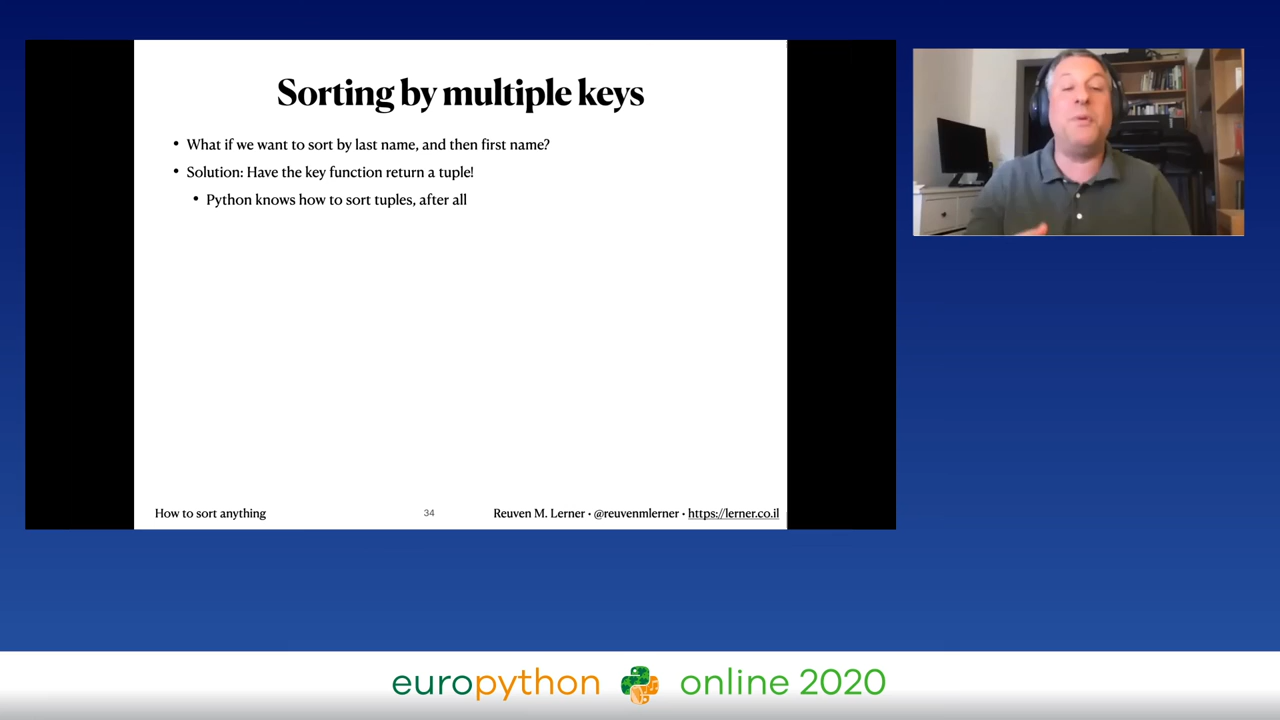 Sorting by multiple keys
• What if we want to sort by last name, and then first name?
• Solution: Have the key function return a tuple!
• Python knows how to sort tuples, after all
How to sort anything
34
Reuven M. Lerner • @reuvenmlerner • https://lerner.co.il
europython online 2020